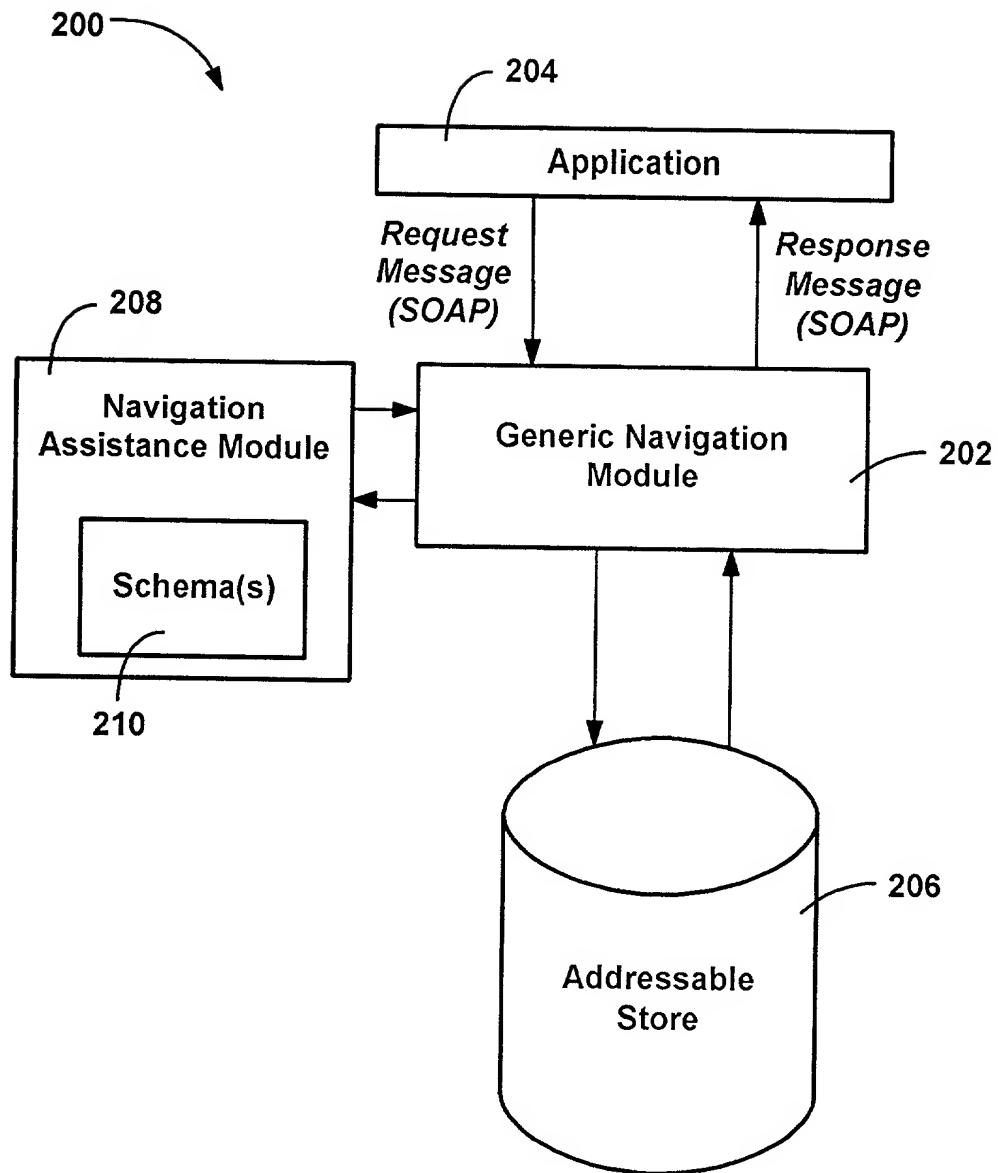 200
204
Application
Request
Message
(SOAP)
Response
Message
(SOAP)
208
Navigation
Assistance Module
Generic Navigation
Module
202
Schema(s)
210
206
Addressable
Store